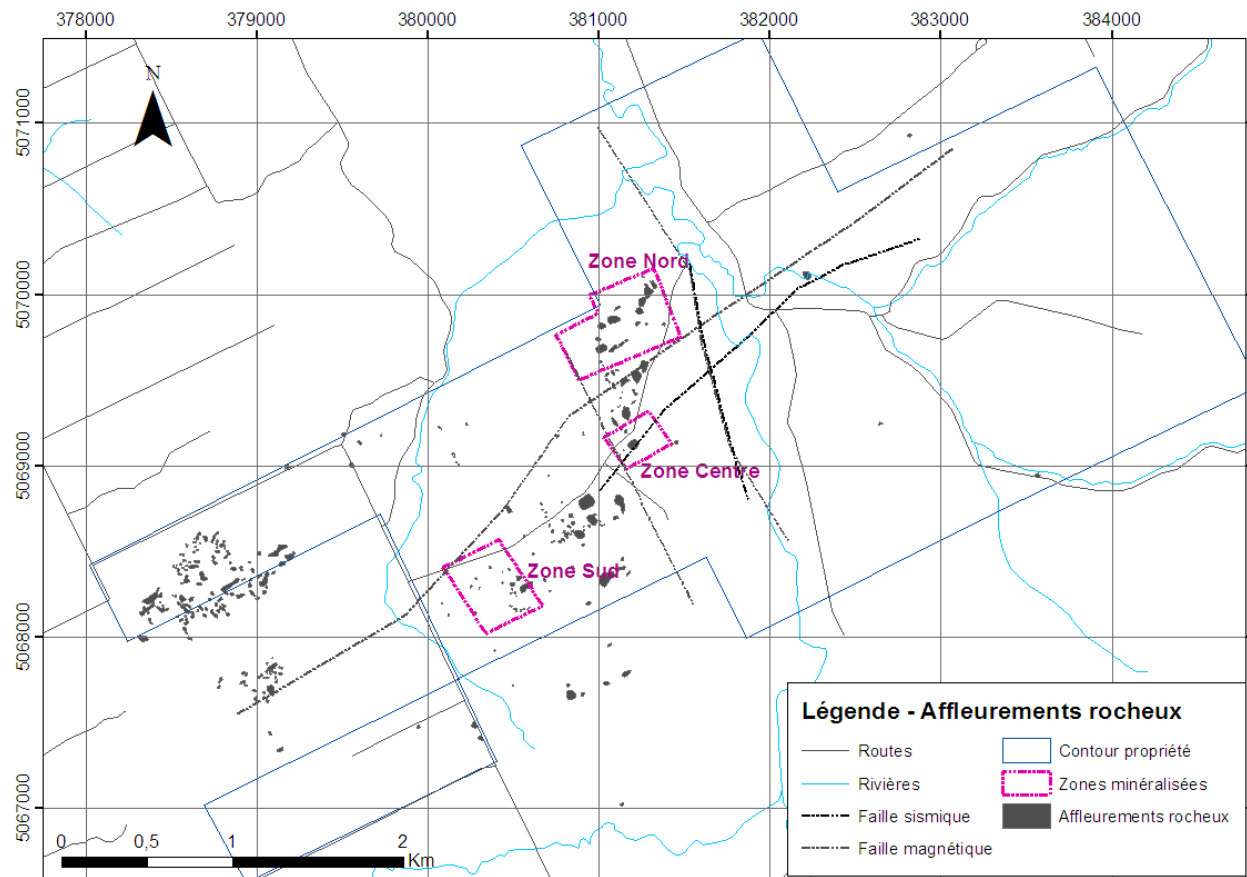 378000 379000 380000 381000 382000 383000 384000
N
5071000
5070000
5069000
5068000
5067000
Zone Nord
Zone Centre
Zone Sud
Légende - Affleurements rocheux
Routes
Contour propriété
Rivières
Zones minéralisées
Faille sismique
Affleurements rocheux
Faille magnétique
0 0,5 1 2
Km